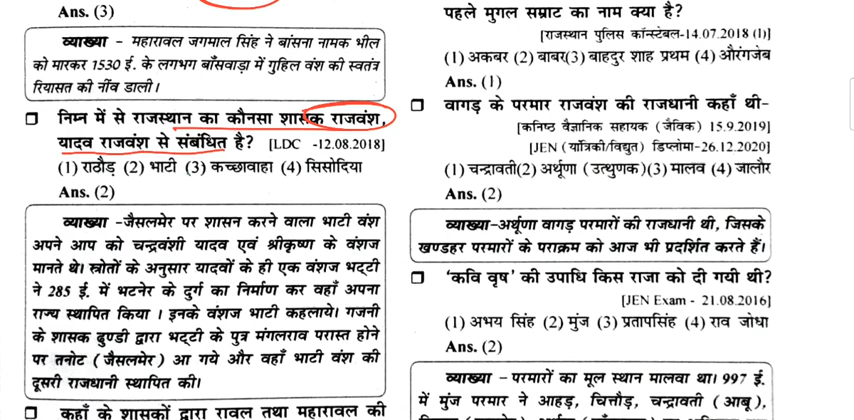 Ans. (3)
व्याख्या - महारावल जगमाल सिंह ने बांसना नामक भील
को मारकर 1530 ई. के लगभग बाँसवाड़ा में गुहिल वंश की स्वतंत्र
रियासत की नींव डाली।
निम्न में से राजस्थान का कौनसा शासक राजवंश,
यादव राजवंश से संबंधित है? [LDC -12.08.2018]
(1) राठौड़ (2) भाटी (3) कच्छावाहा (4) सिसोदिया
Ans. (2)
व्याख्या -जैसलमेर पर शासन करने वाला भाटी वंश
अपने आप को चन्द्रवंशी यादव एवं श्रीकृष्ण के वंशज
मानते थे। स्त्रोतों के अनुसार यादवों के ही एक वंशज भट्टी
ने 285 ई. में भटनेर के दुर्ग का निर्माण कर वहाँ अपना
राज्य स्थापित किया । इनके वंशज भाटी कहलाये। गजनी
के शासक ढुण्डी द्वारा भट्टी के पुत्र मंगलराव परास्त होने
पर तनोट (जैसलमेर) आ गये और वहाँ भाटी वंश की
दूसरी राजधानी स्थापित की।
कहाँ के शासकों द्वारा रावल तथा महारावल की
पहले मुगल सम्राट का नाम क्या है?
[राजस्थान पुलिस कॉन्स्टेबल-14.07.2018 (I)]
(1) अकबर (2) बाबर(3) बाहदुर शाह प्रथम (4) औरंगजेब
Ans. (1)
वागड़ के परमार राजवंश की राजधानी कहाँ थी-
[कनिष्ठ वैज्ञानिक सहायक (जैविक) 15.9.2019]
[JEN (याँत्रिकी/विद्युत) डिप्लोमा-26.12.2020]
(1) चन्द्रावती(2) अर्थूणा (उत्थुणक)(3) मालव (4) जालौर
Ans. (2)
व्याख्या-अर्थूणा वागड़ परमारों की राजधानी थी, जिसके
खण्डहर परमारों के पराक्रम को आज भी प्रदर्शित करते हैं।
'कवि वृष' की उपाधि किस राजा को दी गयी थी?
[JEN Exam - 21.08.2016]
(1) अभय सिंह (2) मुंज (3) प्रतापसिंह (4) राव जोधा
Ans. (2)
व्याख्या - परमारों का मूल स्थान मालवा था। 997 ई.
में मुंज परमार ने आहड़, चित्तौड़, चन्द्रावती (आबू),